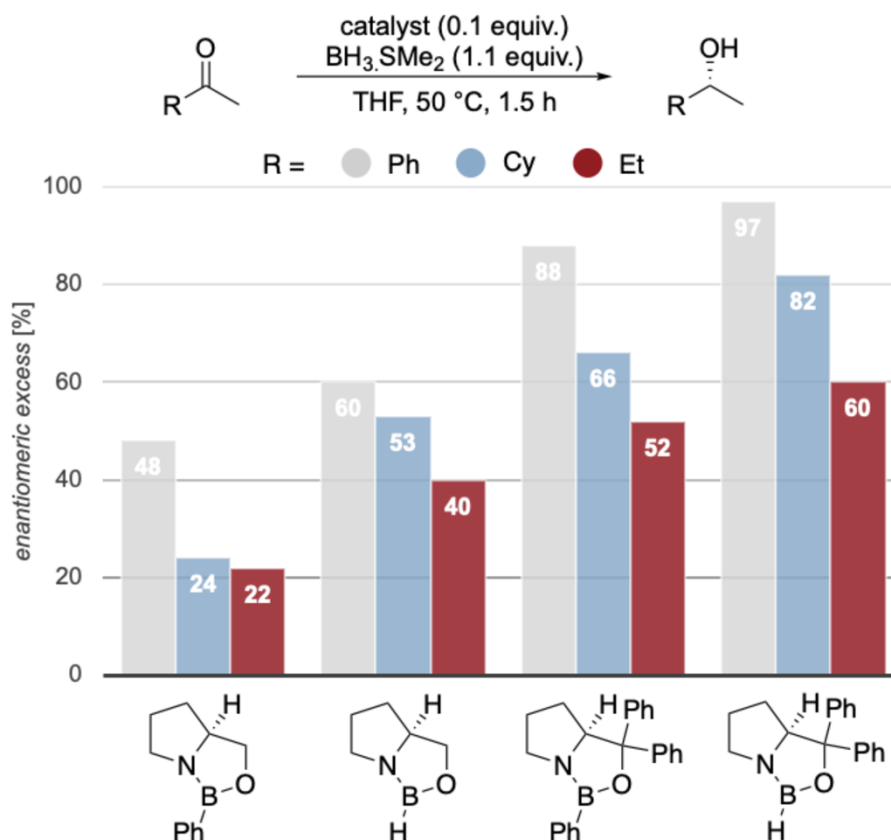 catalyst (0.1 equiv.)
BH3.SMe2 (1.1 equiv.)
THF, 50 °C, 1.5 h
O
R
OH
R
R = Ph Cy Et
enantiomeric excess [%]
100
80
60
40
20
0
48
24
22
60
53
40
88
66
52
97
82
60
H
N
B
O
Ph
H
N
B
O
H
H
Ph
Ph
N
B
O
Ph
H
Ph
Ph
N
B
O
H